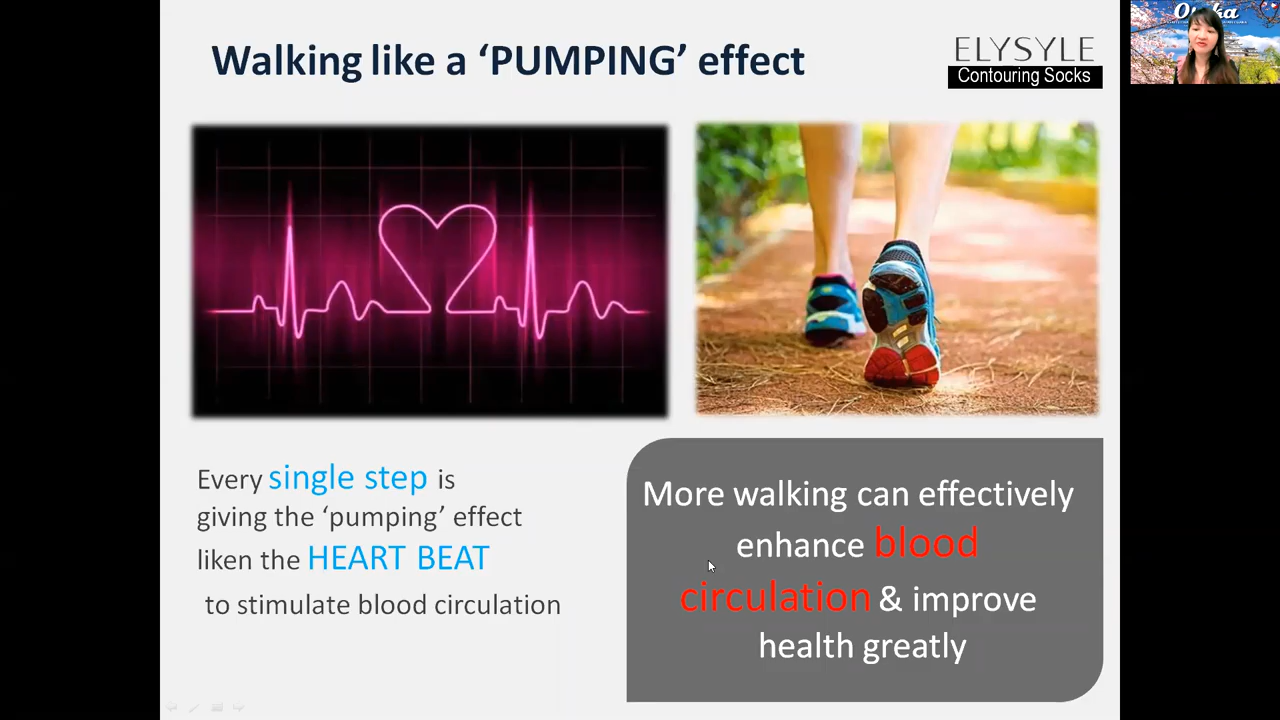 Walking like a ‘PUMPING’ effect
ELYSYLE
Contouring Socks
Every single step is
giving the ‘pumping’ effect
liken the HEART BEAT
to stimulate blood circulation
More walking can effectively
enhance blood
circulation & improve
health greatly